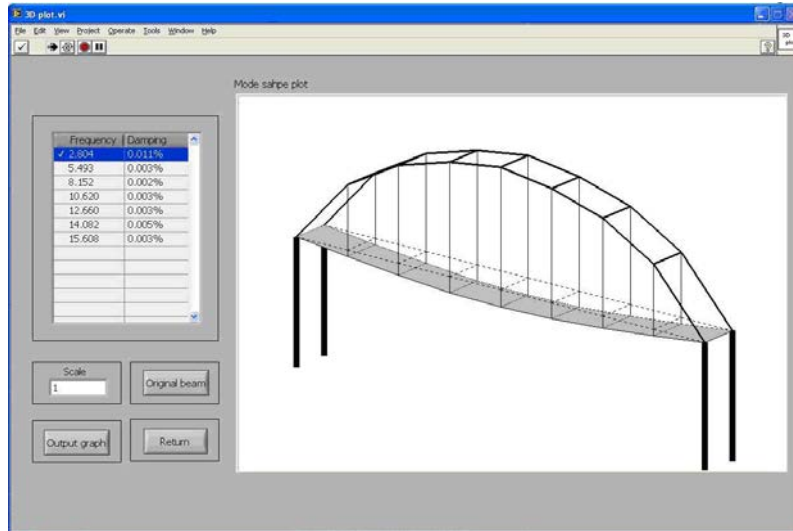 3D plot.vi
File Edit View Project Operate Tools Window Help
3D
plo
Mode sahpe plot
Frequency Damping
✓ 2.804 0.011%
5.493 0.003%
8.152 0.002%
10.620 0.003%
12.660 0.003%
14.082 0.005%
15.608 0.003%
Scale
1
Original beam
Output graph
Return